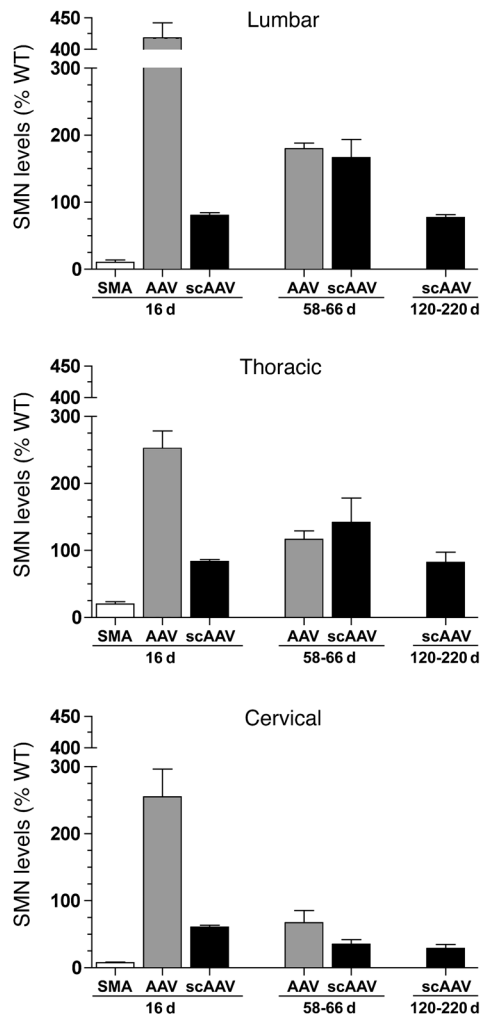 Lumbar
SMN levels (% WT)
450
400
300
200
100
0
SMA AAV scAAV AAV scAAV scAAV
16 d 58-66 d 120-220 d
Thoracic
SMN levels (% WT)
450
400
300
200
100
0
SMA AAV scAAV AAV scAAV scAAV
16 d 58-66 d 120-220 d
Cervical
SMN levels (% WT)
450
400
300
200
100
0
SMA AAV scAAV AAV scAAV scAAV
16 d 58-66 d 120-220 d